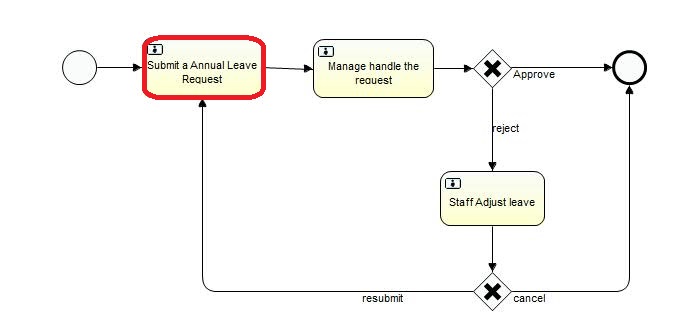 Submit a Annual Leave
Request
Manage handle the
request
Approve
reject
Staff Adjust leave
resubmit
cancel